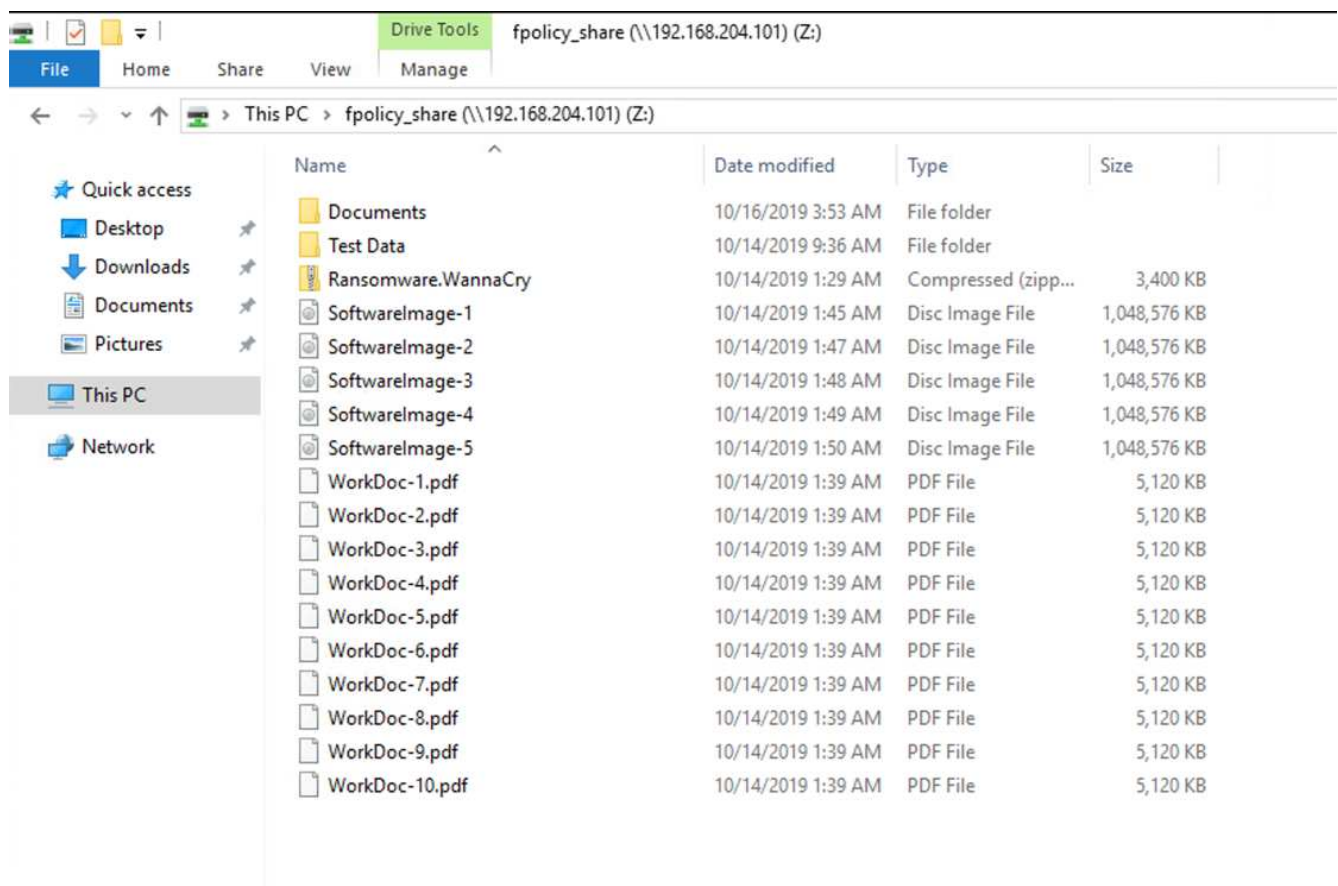 Drive Tools fpolicy_share (\\192.168.204.101) (Z:)
File Home Share View Manage
This PC > fpolicy_share (\\192.168.204.101) (Z:)
Name Date modified Type Size
Quick access
Desktop
Downloads
Documents
Pictures
This PC
Network
Documents 10/16/2019 3:53 AM File folder
Test Data 10/14/2019 9:36 AM File folder
Ransomware.WannaCry 10/14/2019 1:29 AM Compressed (zipp... 3,400 KB
SoftwareImage-1 10/14/2019 1:45 AM Disc Image File 1,048,576 KB
SoftwareImage-2 10/14/2019 1:47 AM Disc Image File 1,048,576 KB
SoftwareImage-3 10/14/2019 1:48 AM Disc Image File 1,048,576 KB
SoftwareImage-4 10/14/2019 1:49 AM Disc Image File 1,048,576 KB
SoftwareImage-5 10/14/2019 1:50 AM Disc Image File 1,048,576 KB
WorkDoc-1.pdf 10/14/2019 1:39 AM PDF File 5,120 KB
WorkDoc-2.pdf 10/14/2019 1:39 AM PDF File 5,120 KB
WorkDoc-3.pdf 10/14/2019 1:39 AM PDF File 5,120 KB
WorkDoc-4.pdf 10/14/2019 1:39 AM PDF File 5,120 KB
WorkDoc-5.pdf 10/14/2019 1:39 AM PDF File 5,120 KB
WorkDoc-6.pdf 10/14/2019 1:39 AM PDF File 5,120 KB
WorkDoc-7.pdf 10/14/2019 1:39 AM PDF File 5,120 KB
WorkDoc-8.pdf 10/14/2019 1:39 AM PDF File 5,120 KB
WorkDoc-9.pdf 10/14/2019 1:39 AM PDF File 5,120 KB
WorkDoc-10.pdf 10/14/2019 1:39 AM PDF File 5,120 KB